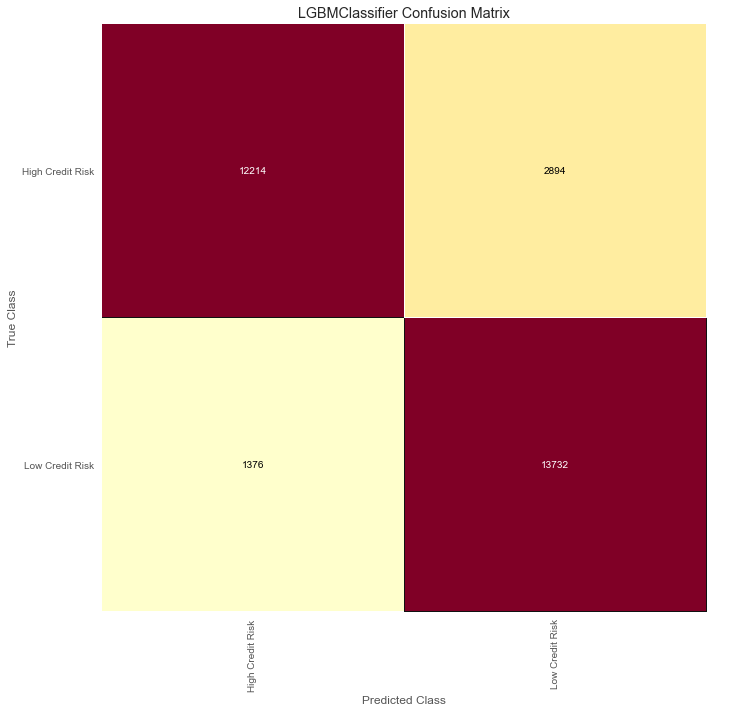 LGBMClassifier Confusion Matrix
High Credit Risk
12214
2894
True Class
Low Credit Risk
1376
13732
High Credit Risk
Low Credit Risk
Predicted Class